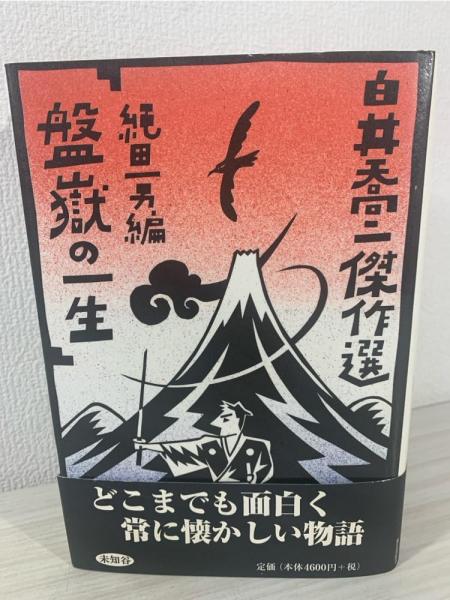 白井喬二傑作選
縄田一男編
『盤嶽の一生』
どこまでも面白く
常に懐かしい物語
未知谷
定価（本体4600円＋税）